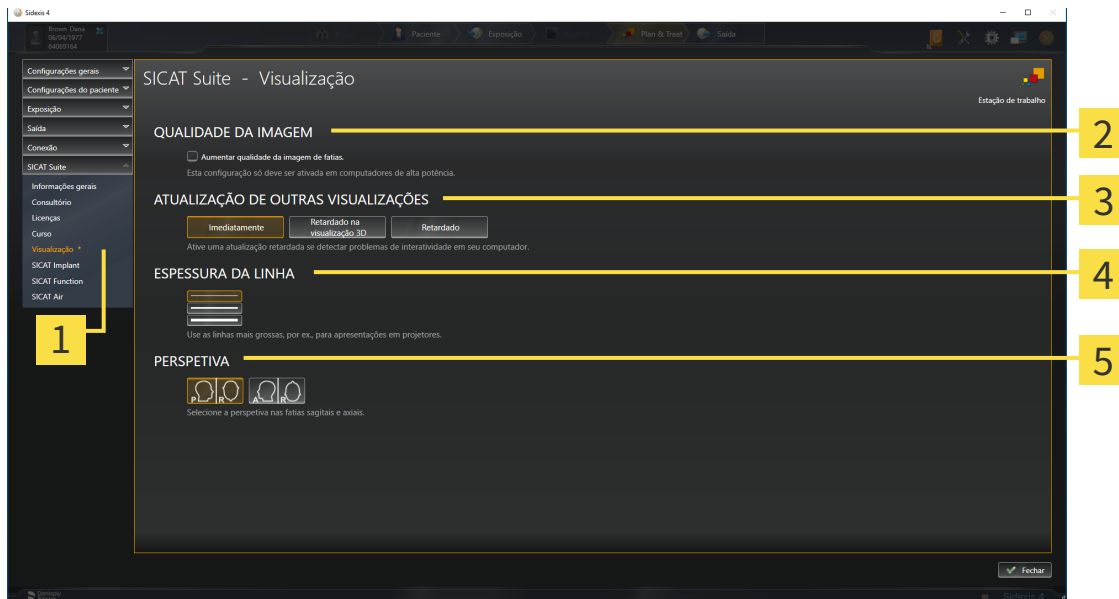 Sidexis 4
Brown Dana
06/04/1977
64069164
Paciente
Exposição
Plan & Treat
Saída
Configurações gerais
Configurações do paciente
Exposição
Saída
Conexão
SICAT Suite
Informações gerais
Consultório
Licenças
Curso
Visualização *
SICAT Implant
SICAT Function
SICAT Air
1
SICAT Suite - Visualização
Estação de trabalho
QUALIDADE DA IMAGEM
2
Aumentar qualidade da imagem de fatias.
Esta configuração só deve ser ativada em computadores de alta potência.
ATUALIZAÇÃO DE OUTRAS VISUALIZAÇÕES
3
Imediatamente
Retardado na
visualização 3D
Retardado
Ative uma atualização retardada se detectar problemas de interatividade em seu computador.
ESPESSURA DA LINHA
4
Use as linhas mais grossas, por ex., para apresentações em projetores.
PERSPETIVA
5
P R
A R
Selecione a perspetiva nas fatias sagitais e axiais.
Fechar
Sidexis 4